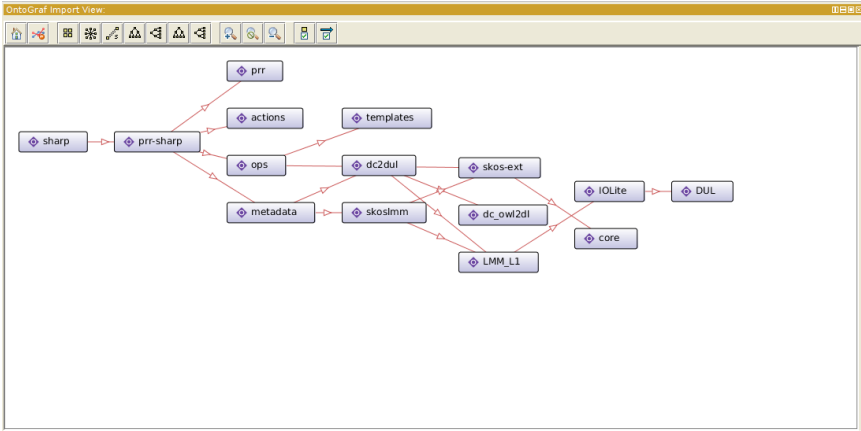 OntoGraf Import View:
prr
actions
templates
sharp
prr-sharp
ops
dc2dul
skos-ext
IOLite
DUL
metadata
skoslmm
dc_owl2dl
core
LMM_L1